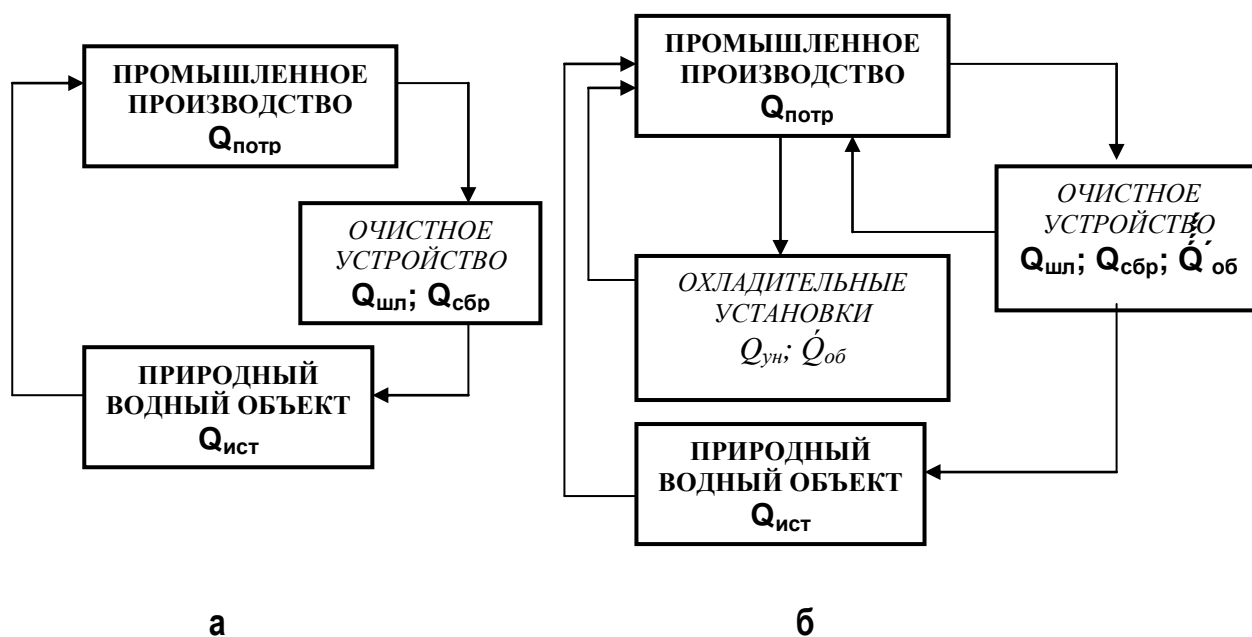 ПРОМЫШЛЕННОЕ
ПРОИЗВОДСТВО
Qпотр
ОЧИСТНОЕ
УСТРОЙСТВО
Qшл; Qсбр
ПРИРОДНЫЙ
ВОДНЫЙ ОБЪЕКТ
Qист
а
ПРОМЫШЛЕННОЕ
ПРОИЗВОДСТВО
Qпотр
ОЧИСТНОЕ
УСТРОЙСТВО
Qшл; Qсбр; Q́´об
ОХЛАДИТЕЛЬНЫЕ
УСТАНОВКИ
Qун; Q́об
ПРИРОДНЫЙ
ВОДНЫЙ ОБЪЕКТ
Qист
б